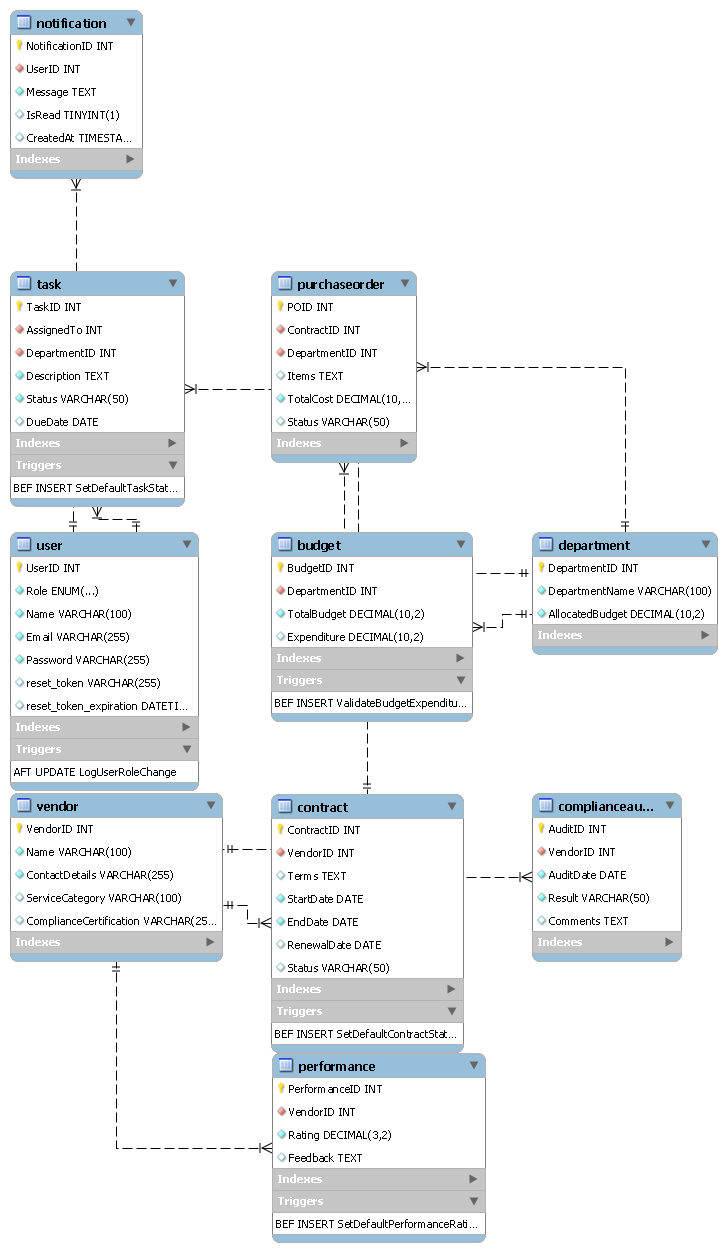 notification
NotificationID INT
UserID INT
Message TEXT
IsRead TINYINT(1)
CreatedAt TIMESTA...
Indexes
task
TaskID INT
AssignedTo INT
DepartmentID INT
Description TEXT
Status VARCHAR(50)
DueDate DATE
Indexes
Triggers
BEF INSERT SetDefaultTaskStat...
purchaseorder
POID INT
ContractID INT
DepartmentID INT
Items TEXT
TotalCost DECIMAL(10,...
Status VARCHAR(50)
Indexes
user
UserID INT
Role ENUM(...)
Name VARCHAR(100)
Email VARCHAR(255)
Password VARCHAR(255)
reset_token VARCHAR(255)
reset_token_expiration DATETI...
Indexes
Triggers
AFT UPDATE LogUserRoleChange
budget
BudgetID INT
DepartmentID INT
TotalBudget DECIMAL(10,2)
Expenditure DECIMAL(10,2)
Indexes
Triggers
BEF INSERT ValidateBudgetExpenditu...
department
DepartmentID INT
DepartmentName VARCHAR(100)
AllocatedBudget DECIMAL(10,2)
Indexes
vendor
VendorID INT
Name VARCHAR(100)
ContactDetails VARCHAR(255)
ServiceCategory VARCHAR(100)
ComplianceCertification VARCHAR(25...
Indexes
contract
ContractID INT
VendorID INT
Terms TEXT
StartDate DATE
EndDate DATE
RenewalDate DATE
Status VARCHAR(50)
Indexes
Triggers
BEF INSERT SetDefaultContractStat...
complianceau...
AuditID INT
VendorID INT
AuditDate DATE
Result VARCHAR(50)
Comments TEXT
Indexes
performance
PerformanceID INT
VendorID INT
Rating DECIMAL(3,2)
Feedback TEXT
Indexes
Triggers
BEF INSERT SetDefaultPerformanceRati...